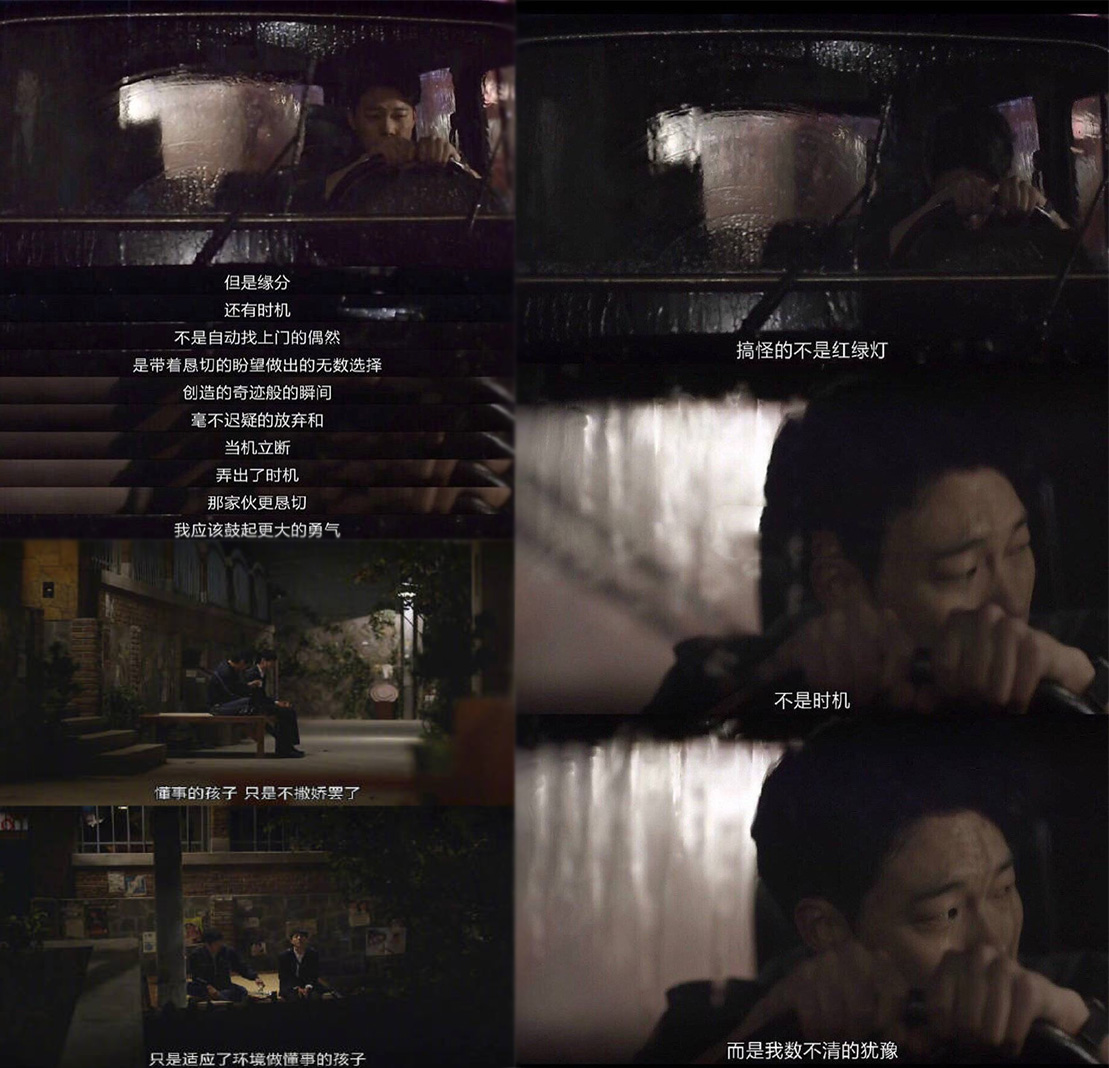 但是缘分
还有时机
不是自动找上门的偶然
是带着恳切的盼望做出的无数选择
创造的奇迹般的瞬间
毫不迟疑的放弃和
当机立断
弄出了时机
那家伙更恳切
我应该鼓起更大的勇气
懂事的孩子 只是不撒娇罢了
只是适应了环境做懂事的孩子
搞怪的不是红绿灯
不是时机
而是我数不清的犹豫